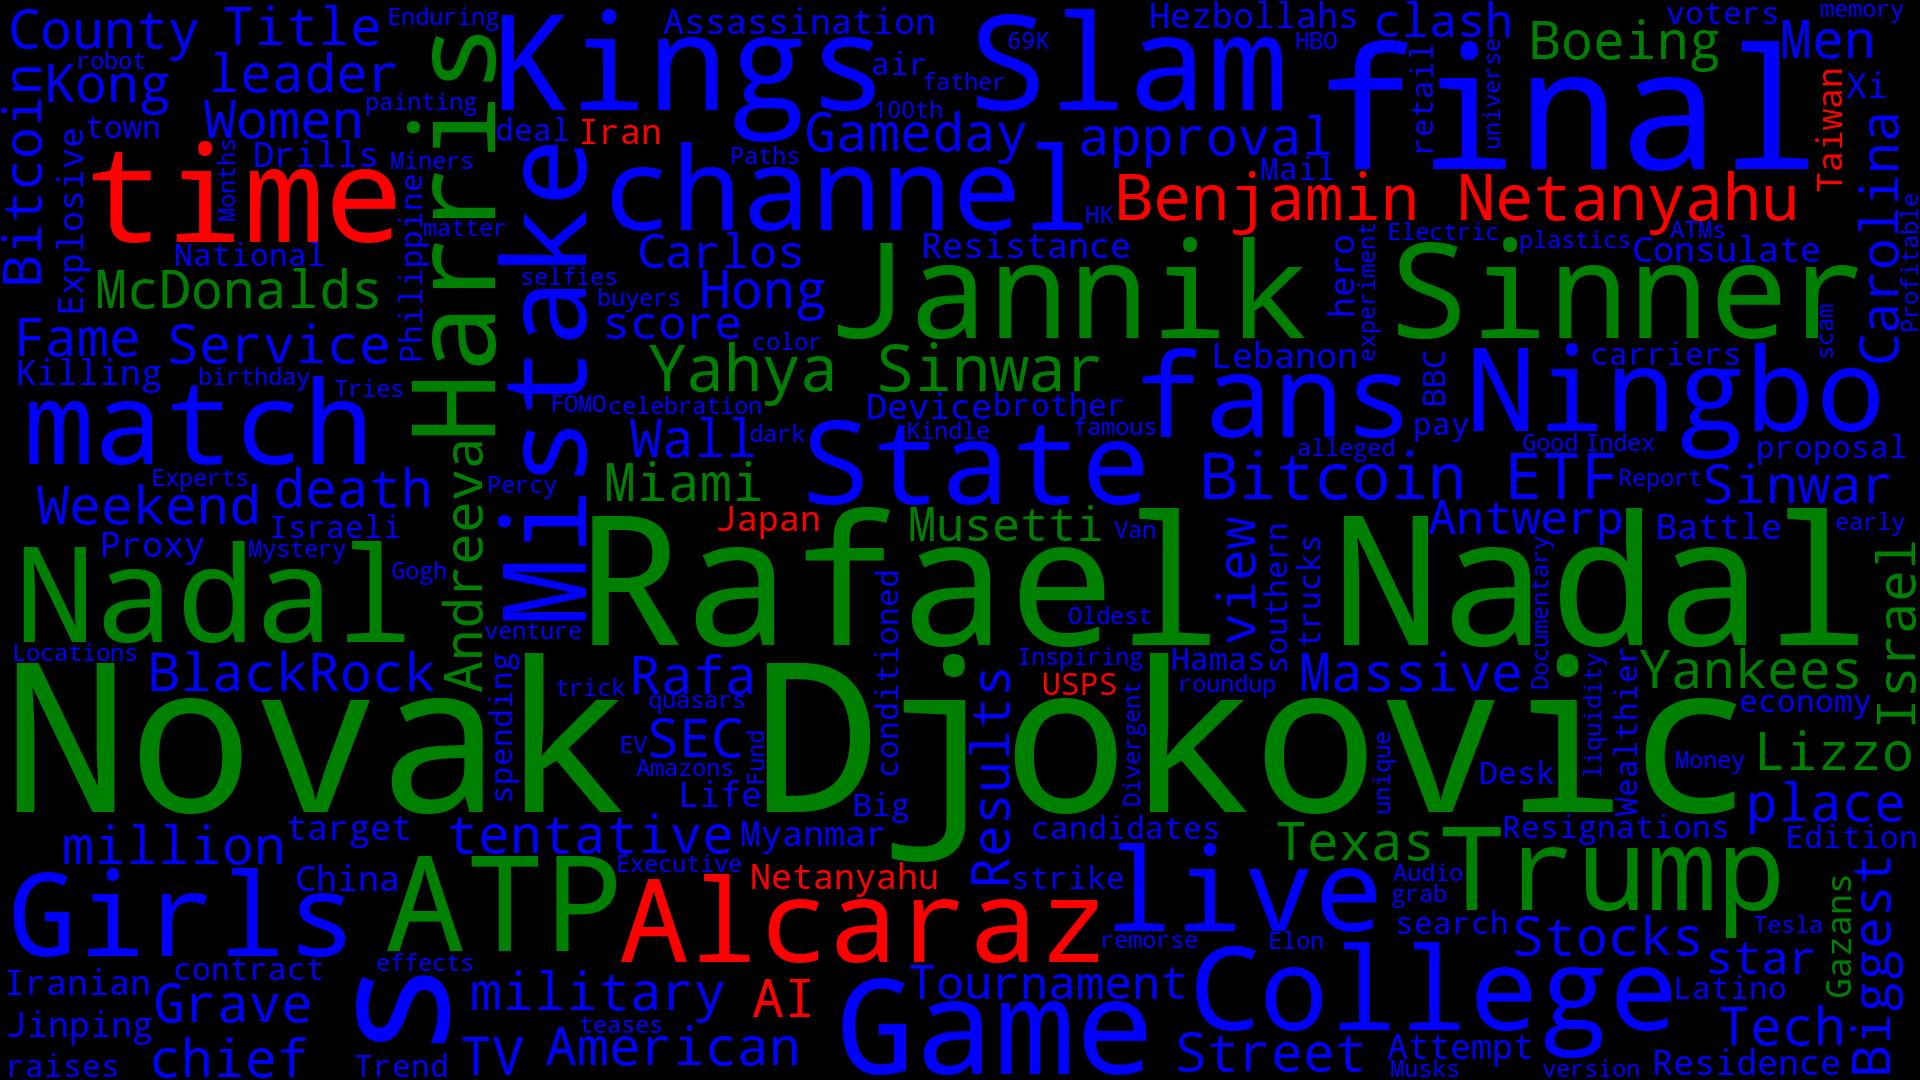 County Title Enduring Kings Assassination Slam Hezbollahs clash voters memory
robot leader air 69K HBO Boeing Men
Kong father final retail universe Xi
Bitcoin Women painting 100th Taiwan
town Harris deal Iran Gameday approval
Explosive time Drills Miners Mistake channel Paths Mail Carolina
Months Philippine matter HK Benjamin Netanyahu Profitable
National Carlos Resistance hero Electric plastics ATMs Consulate
McDonalds selfies buyers Hong Jannik Sinner experiment
Fame Service score color scam
Killing birthday Tries Yahya Sinwar Lebanon carriers
match FOMO celebration Device brother fans BBC Ningbo
Wall dark Kindle famous pay Good Index proposal
State alleged
Experts Andreeva Percy Miami Bitcoin ETF Report Sinwar
Weekend death
Israeli Japan Musetti Van Antwerp Battle early
Proxy Mystery view southern trucks Documentary Israel
Nadal Gogh Rafael Nadal
conditioned Oldest
venture
Locations BlackRock Rafa Inspiring Hamas Massive Yankees
spending trick quasars Results USPS roundup liquidity Wealthier economy
Novak Djokovic
EV SEC Fund Divergent unique Money Lizzo
Amazons Desk
Life Big place
million target tentative Myanmar candidates Texas Trump Resignations Edition
Executive
Girls China ATP Alcaraz Netanyahu strike live Audio grab Gazans Biggest
search Stocks Tesla
remorse Elon star
Iranian contract effects military AI Tournament College Latino
Jinping Grave s teases Game Tech
raises chief Trend TV American Street Attempt Musks version Residence